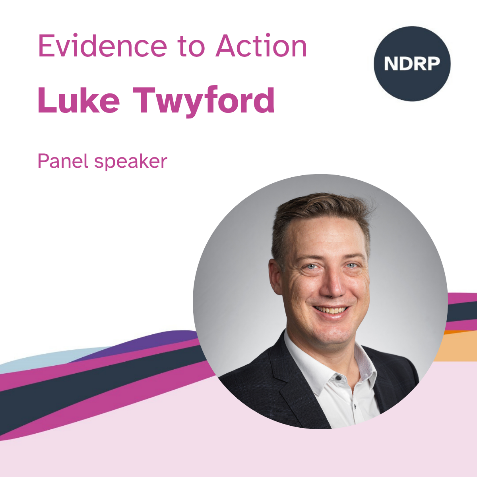 Evidence to Action
NDRP
Luke Twyford
Panel speaker